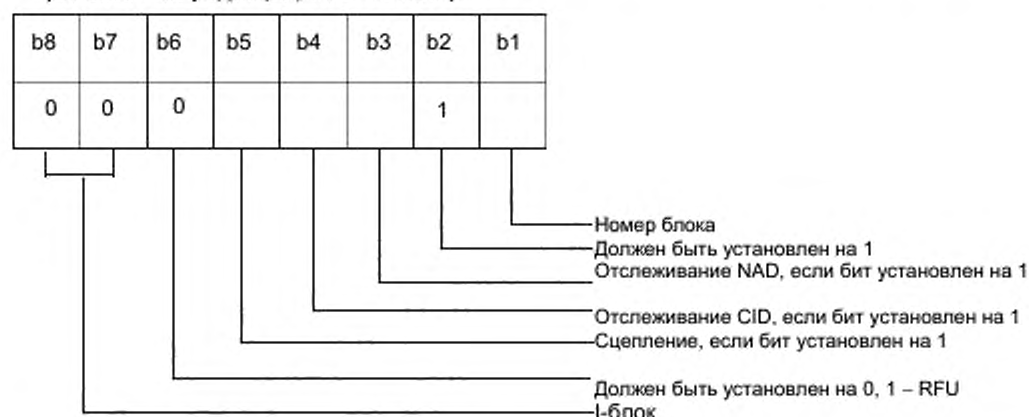 b8 b7 b6 b5 b4 b3 b2 b1
0 0 0 1
Номер блока
Должен быть установлен на 1
Отслеживание NAD, если бит установлен на 1
Отслеживание CID, если бит установлен на 1
Сцепление, если бит установлен на 1
Должен быть установлен на 0, 1 – RFU
I-блок